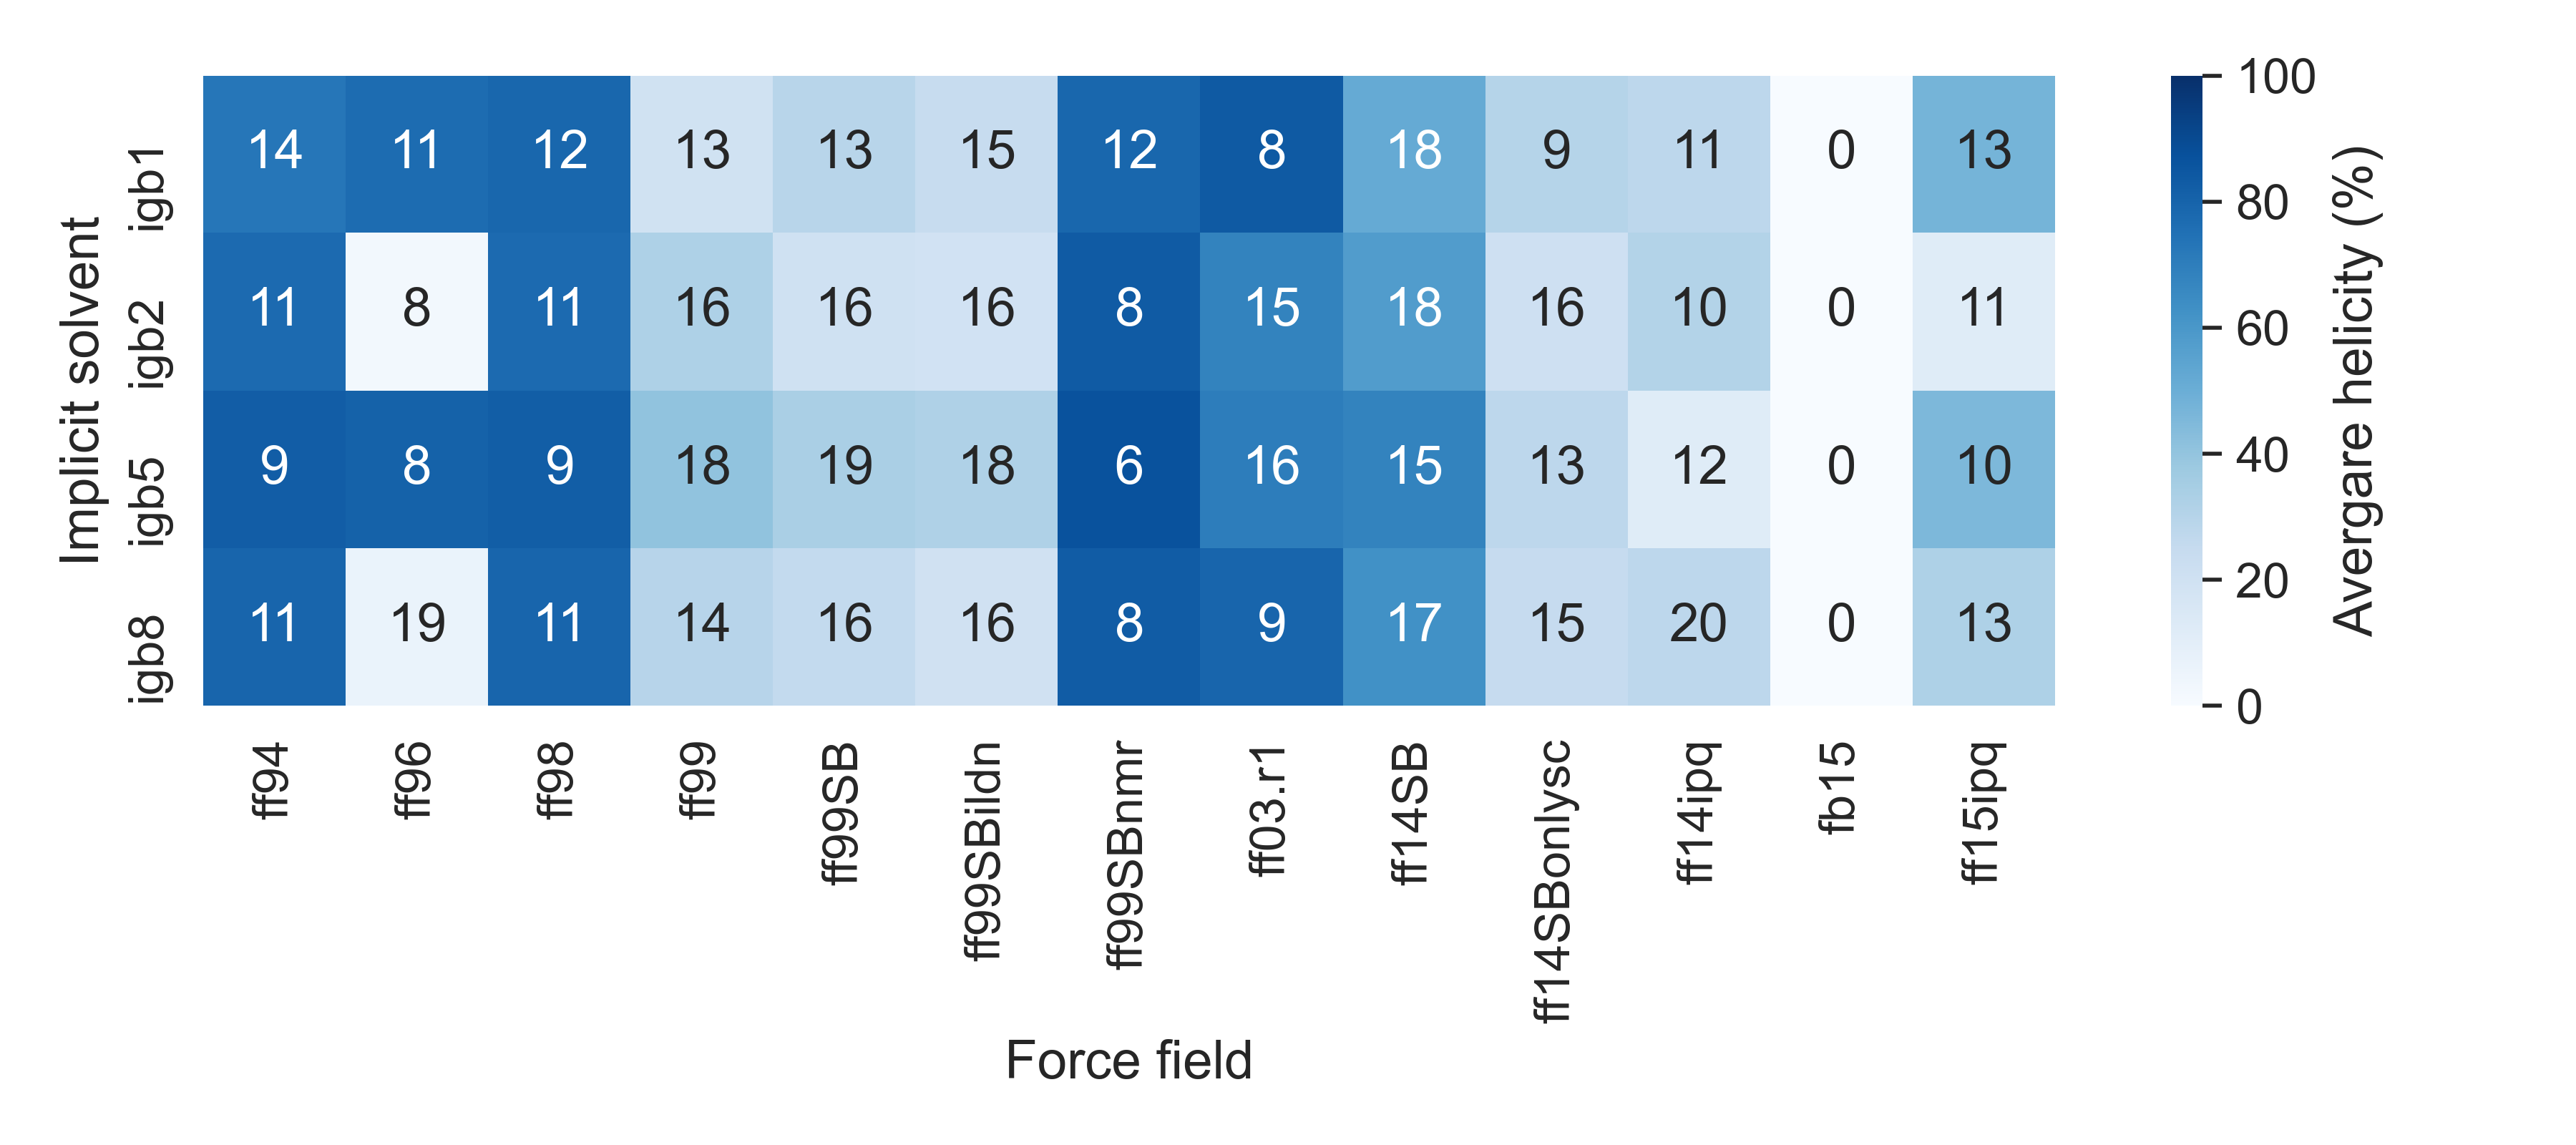 Implicit solvent
igb1
14 11 12 13 13 15 12 8 18 9 11 0 13
igb2
11 8 11 16 16 16 8 15 18 16 10 0 11
igb5
9 8 9 18 19 18 6 16 15 13 12 0 10
igb8
11 19 11 14 16 16 8 9 17 15 20 0 13
ff94
ff96
ff98
ff99
ff99SB
ff99SBildn
ff99SBnmr
ff03.r1
ff14SB
ff14SBonlysc
ff14ipq
fb15
ff15ipq
Force field
100
80
60
40
20
0
Avergare helicity (%)